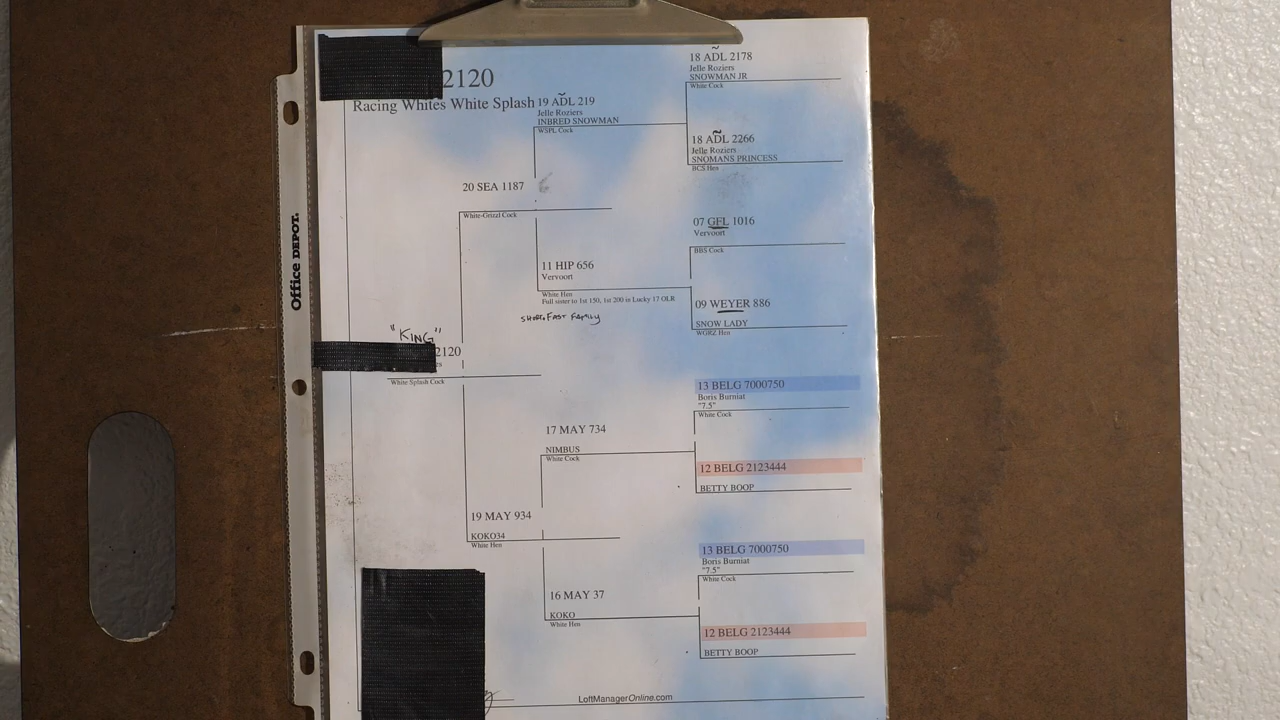 2120
Racing Whites White Splash
18 ADL 2178
Jelle Roziers
SNOWMAN JR
White Cock
19 ADL 219
Jelle Roziers
INBRED SNOWMAN
WSPL Cock
18 ADL 2266
Jelle Roziers
SNOMANS PRINCESS
BCS Hen
20 SEA 1187
White-Grizzl Cock
07 GFL 1016
Vervoort
BBS Cock
11 HIP 656
Vervoort
White Hen
Full sister to 1st 150, 1st 200 in Lucky 17 OLR
FAST FAMILY
09 WEYER 886
SNOW LADY
WGRZ Hen
Office DEPOT.
"KING"
2120
White Splash Cock
13 BELG 7000750
Boris Burniat
"7.5"
White Cock
17 MAY 734
NIMBUS
White Cock
12 BELG 2123444
BETTY BOOP
19 MAY 934
KOKO34
White Hen
13 BELG 7000750
Boris Burniat
"7.5"
White Cock
16 MAY 37
KOKO
White Hen
12 BELG 2123444
BETTY BOOP
LoftManagerOnline.com